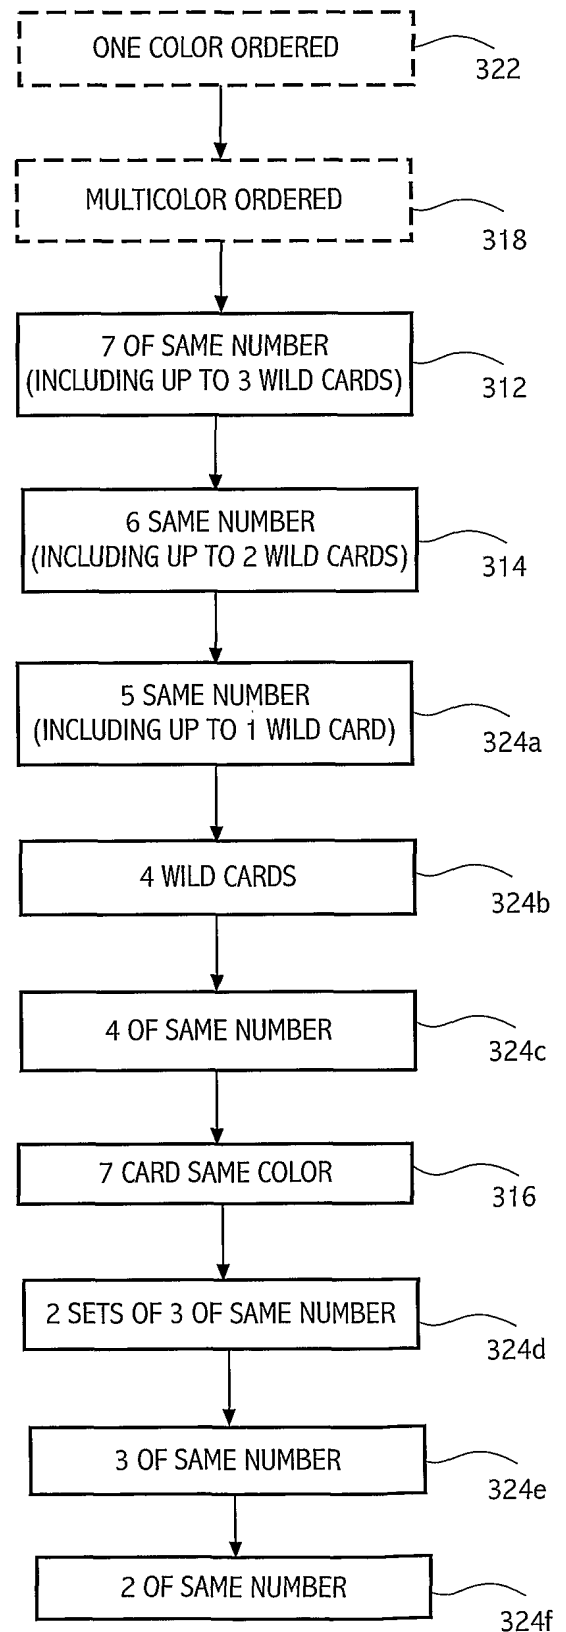 ONE COLOR ORDERED
322
MULTICOLOR ORDERED
318
7 OF SAME NUMBER
(INCLUDING UP TO 3 WILD CARDS)
312
6 SAME NUMBER
(INCLUDING UP TO 2 WILD CARDS)
314
5 SAME NUMBER
(INCLUDING UP TO 1 WILD CARD)
324a
4 WILD CARDS
324b
4 OF SAME NUMBER
324c
7 CARD SAME COLOR
316
2 SETS OF 3 OF SAME NUMBER
324d
3 OF SAME NUMBER
324e
2 OF SAME NUMBER
324f